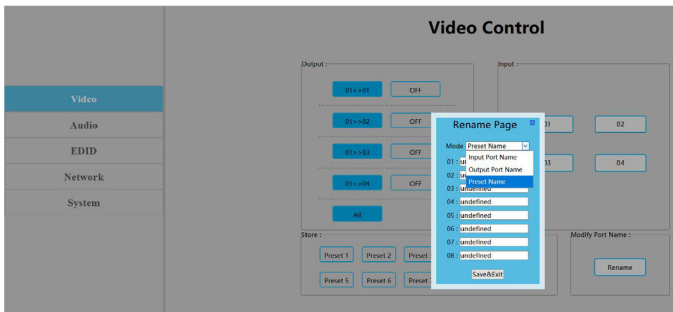 Video Control
Video
Audio
EDID
Network
System
Output :
01>>01 OFF
01>>02 OFF
01>>03 OFF
01>>04 OFF
All
Input :
01 02
03 04
Rename Page
Mode Preset Name
Input Port Name
Output Port Name
Preset Name
01 :
02 :
03 : undefined
04 : undefined
05 : undefined
06 : undefined
07 : undefined
08 : undefined
Save&Exit
Store :
Preset 1 Preset 2 Preset
Preset 5 Preset 6 Preset
Modify Port Name :
Rename